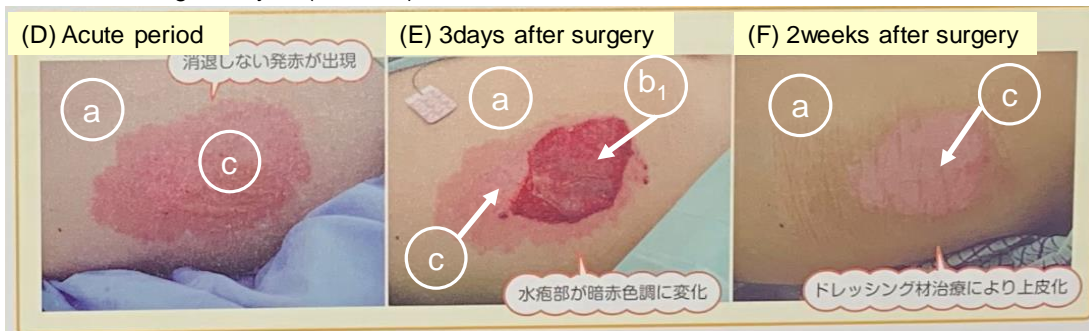 (D) Acute period
消退しない発赤が出現
a
c
(E) 3days after surgery
a
b1
c
水疱部が暗赤色調に変化
(F) 2weeks after surgery
a
c
ドレッシング材治療により上皮化